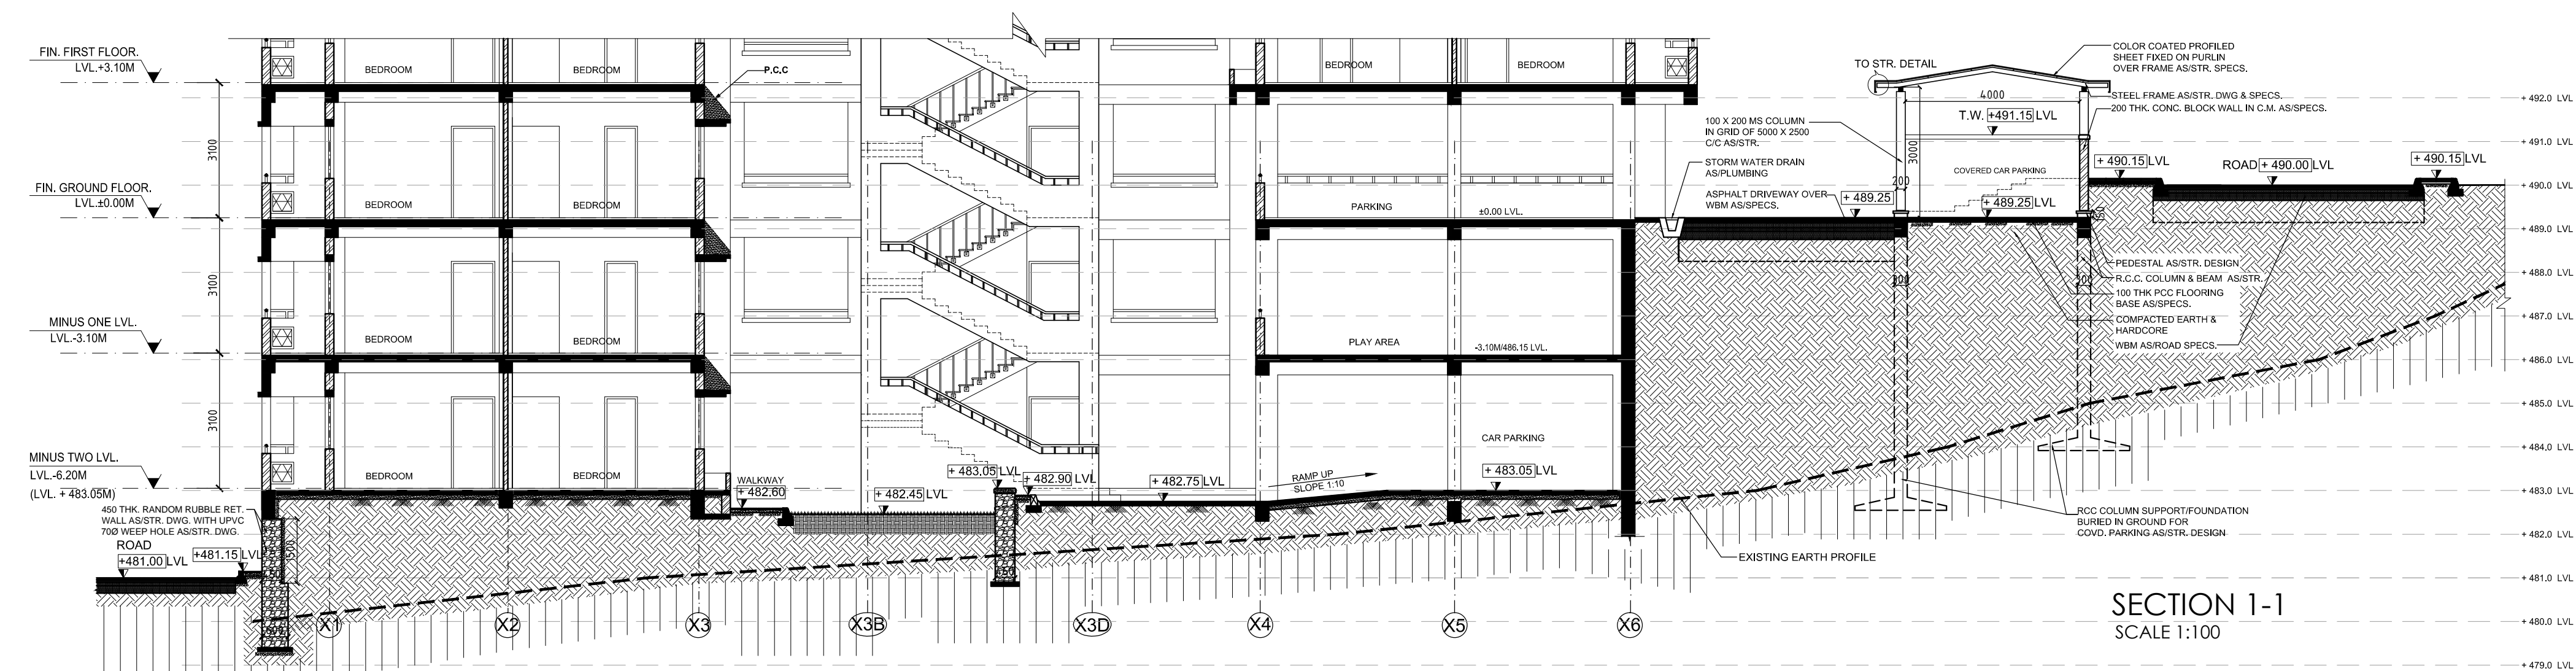 FIN. FIRST FLOOR.
LVL.+3.10M
FIN. GROUND FLOOR.
LVL.±0.00M
MINUS ONE LVL.
LVL.-3.10M
MINUS TWO LVL.
LVL.-6.20M
(LVL. + 483.05M)
450 THK. RANDOM RUBBLE RET.
WALL AS/STR. DWG. WITH UPVC
70Ø WEEP HOLE AS/STR. DWG.
ROAD
+481.00 LVL
+481.15 LVL
3100
3100
3100
BEDROOM
BEDROOM
BEDROOM
BEDROOM
BEDROOM
BEDROOM
BEDROOM
BEDROOM
P.C.C
WALKWAY
+ 482.60
+ 482.45 LVL
+ 483.05 LVL
+ 482.90 LVL
+ 482.75 LVL
BEDROOM
BEDROOM
PARKING
±0.00 LVL.
PLAY AREA
-3.10M/486.15 LVL.
CAR PARKING
+ 483.05 LVL
RAMP UP
SLOPE 1:10
X1
X2
X3
X3B
X3D
X4
X5
X6
TO STR. DETAIL
100 X 200 MS COLUMN
IN GRID OF 5000 X 2500
C/C AS/STR.
STORM WATER DRAIN
AS/PLUMBING
ASPHALT DRIVEWAY OVER
WBM AS/SPECS.
+ 489.25
4000
T.W. +491.15 LVL
3000
200
COVERED CAR PARKING
+ 489.25 LVL
COLOR COATED PROFILED
SHEET FIXED ON PURLIN
OVER FRAME AS/STR. SPECS.
STEEL FRAME AS/STR. DWG & SPECS.
200 THK. CONC. BLOCK WALL IN C.M. AS/SPECS.
+ 490.15 LVL
ROAD + 490.00 LVL
+ 490.15 LVL
PEDESTAL AS/STR. DESIGN
R.C.C. COLUMN & BEAM AS/STR.
100 THK PCC FLOORING
BASE AS/SPECS.
COMPACTED EARTH &
HARDCORE
WBM AS/ROAD SPECS.
RCC COLUMN SUPPORT/FOUNDATION
BURIED IN GROUND FOR
COVD. PARKING AS/STR. DESIGN
EXISTING EARTH PROFILE
+ 492.0 LVL
+ 491.0 LVL
+ 490.0 LVL
+ 489.0 LVL
+ 488.0 LVL
+ 487.0 LVL
+ 486.0 LVL
+ 485.0 LVL
+ 484.0 LVL
+ 483.0 LVL
+ 482.0 LVL
+ 481.0 LVL
+ 480.0 LVL
+ 479.0 LVL
SECTION 1-1
SCALE 1:100